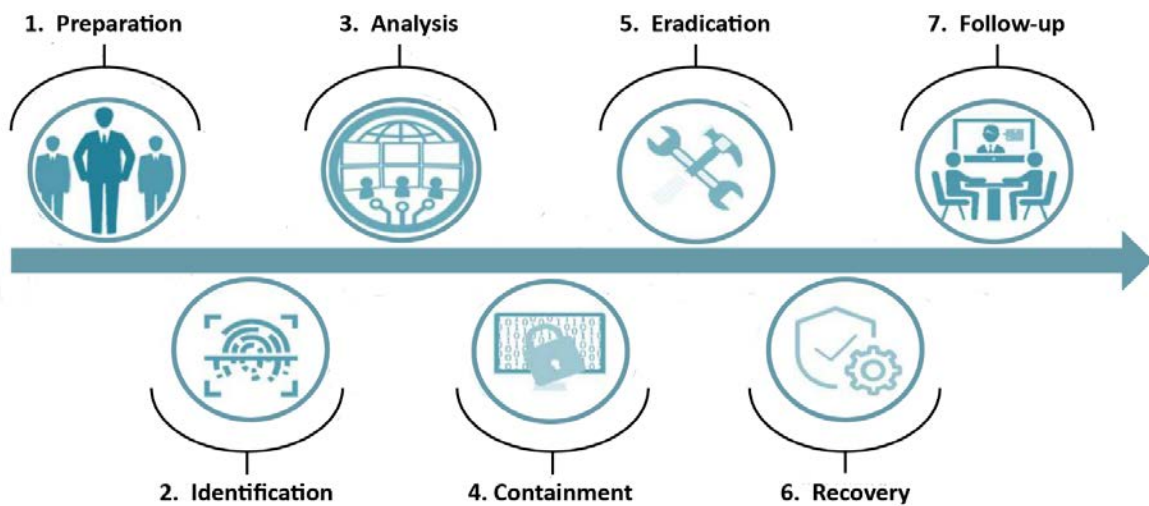 1. Preparation
3. Analysis
5. Eradication
7. Follow-up
2. Identification
4. Containment
6. Recovery